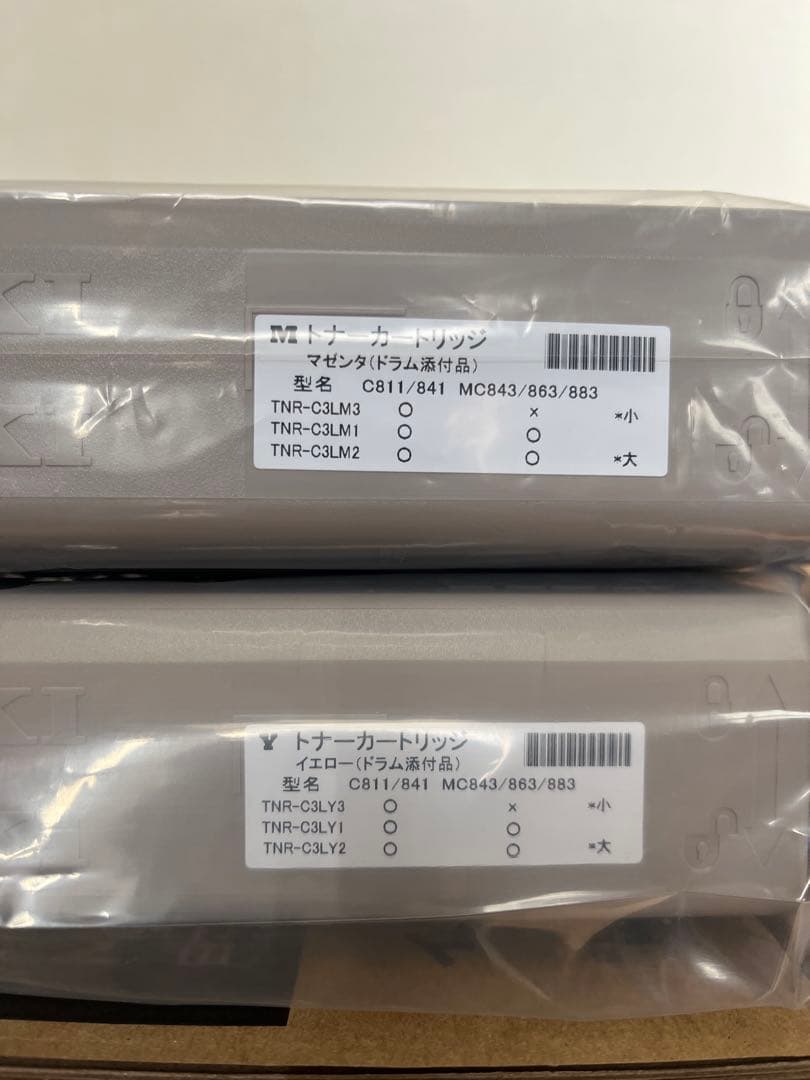 KI
KI
M トナーカートリッジ
マゼンタ(ドラム添付品)
型名 C811/841 MC843/863/883
TNR-C3LM3 ○ × *小
TNR-C3LM1 ○ ○
TNR-C3LM2 ○ ○ *大
KI
Y トナーカートリッジ
イエロー(ドラム添付品)
型名 C811/841 MC843/863/883
TNR-C3LY3 ○ × *小
TNR-C3LY1 ○ ○
TNR-C3LY2 ○ ○ *大